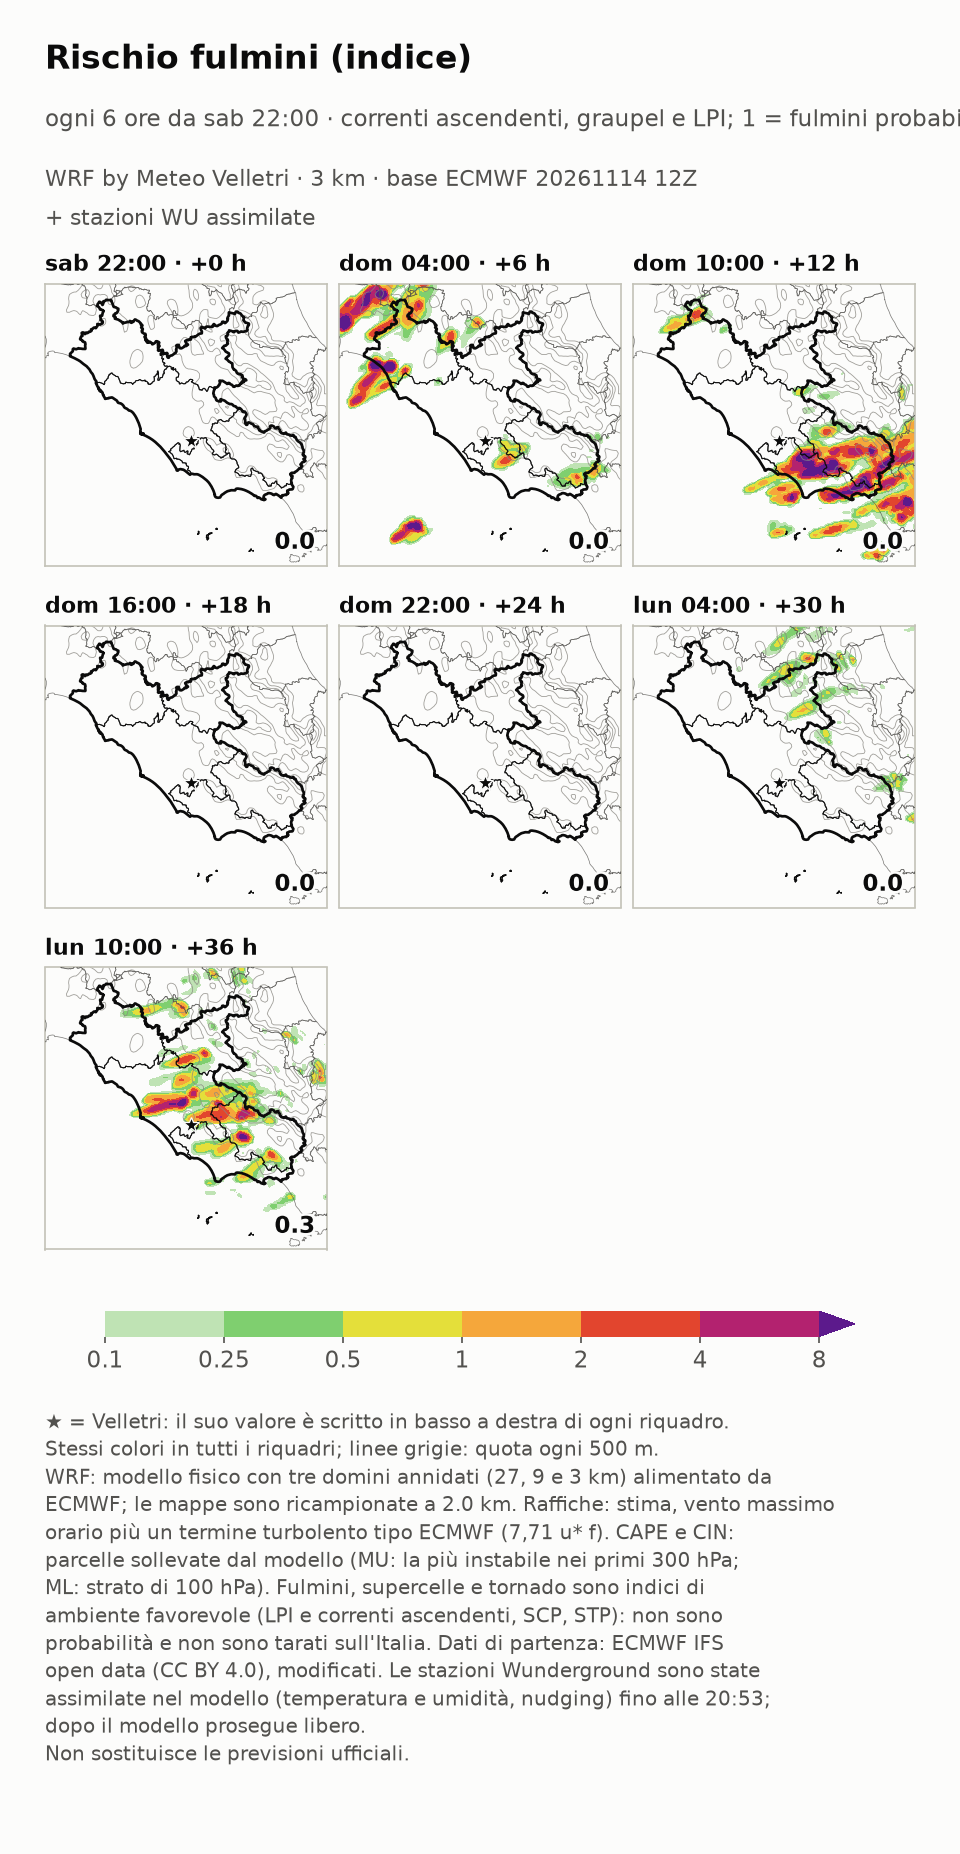 Rischio fulmini (indice)
ogni 6 ore da sab 22:00 · correnti ascendenti, graupel e LPI; 1 = fulmini probabi
WRF by Meteo Velletri · 3 km · base ECMWF 20261114 12Z
+ stazioni WU assimilate
sab 22:00 · +0 h
dom 04:00 · +6 h
dom 10:00 · +12 h
0.0
0.0
0.0
dom 16:00 · +18 h
dom 22:00 · +24 h
lun 04:00 · +30 h
0.0
0.0
0.0
lun 10:00 · +36 h
0.3
0.1 0.25 0.5 1 2 4 8
★ = Velletri: il suo valore è scritto in basso a destra di ogni riquadro.
Stessi colori in tutti i riquadri; linee grigie: quota ogni 500 m.
WRF: modello fisico con tre domini annidati (27, 9 e 3 km) alimentato da
ECMWF; le mappe sono ricampionate a 2.0 km. Raffiche: stima, vento massimo
orario più un termine turbolento tipo ECMWF (7,71 u* f). CAPE e CIN:
parcelle sollevate dal modello (MU: la più instabile nei primi 300 hPa;
ML: strato di 100 hPa). Fulmini, supercelle e tornado sono indici di
ambiente favorevole (LPI e correnti ascendenti, SCP, STP): non sono
probabilità e non sono tarati sull'Italia. Dati di partenza: ECMWF IFS
open data (CC BY 4.0), modificati. Le stazioni Wunderground sono state
assimilate nel modello (temperatura e umidità, nudging) fino alle 20:53;
dopo il modello prosegue libero.
Non sostituisce le previsioni ufficiali.